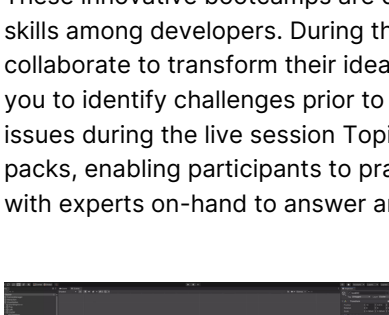 These innovative bootcamps are
skills among developers. During th
collaborate to transform their idea
you to identify challenges prior to
issues during the live session Topi
packs, enabling participants to pra
with experts on-hand to answer a